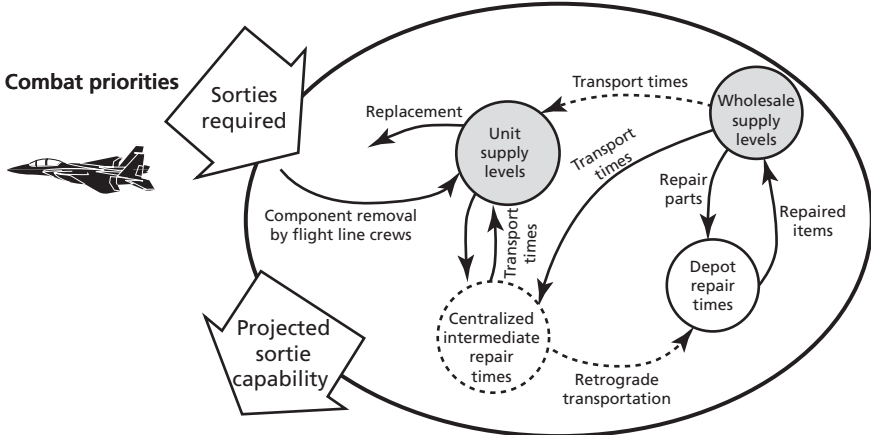 Combat priorities
Sorties
required
Replacement
Unit
supply
levels
Transport times
Wholesale
supply
levels
Transport
times
Component removal
by flight line crews
Transport
times
Repair
parts
Repaired
items
Depot
repair
times
Centralized
intermediate
repair
times
Retrograde
transportation
Projected
sortie
capability